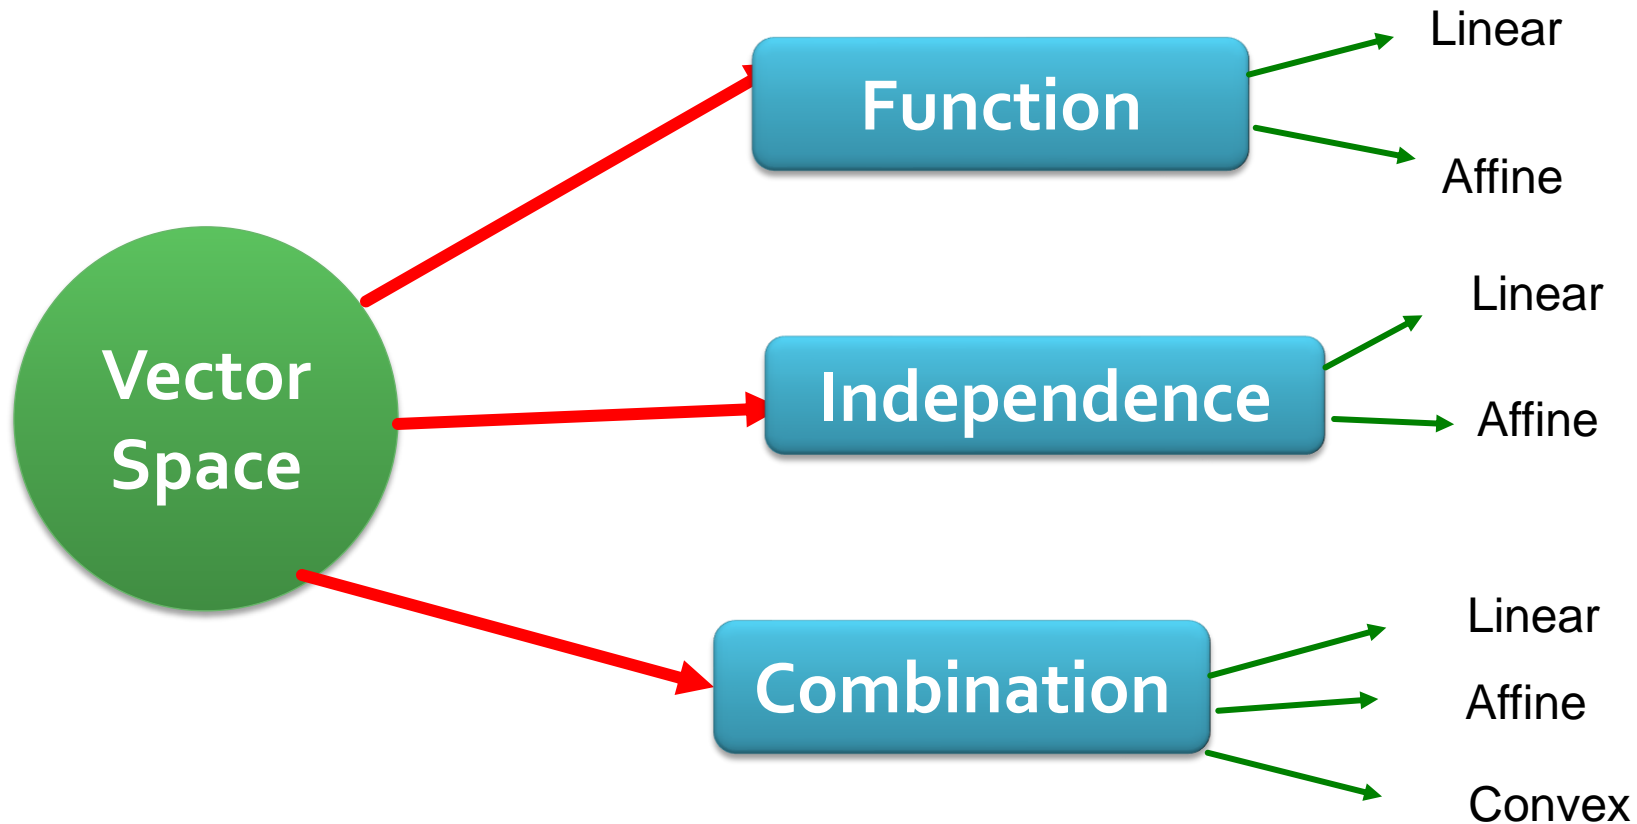 Vector
Space
Function
Linear
Affine
Independence
Linear
Affine
Combination
Linear
Affine
Convex